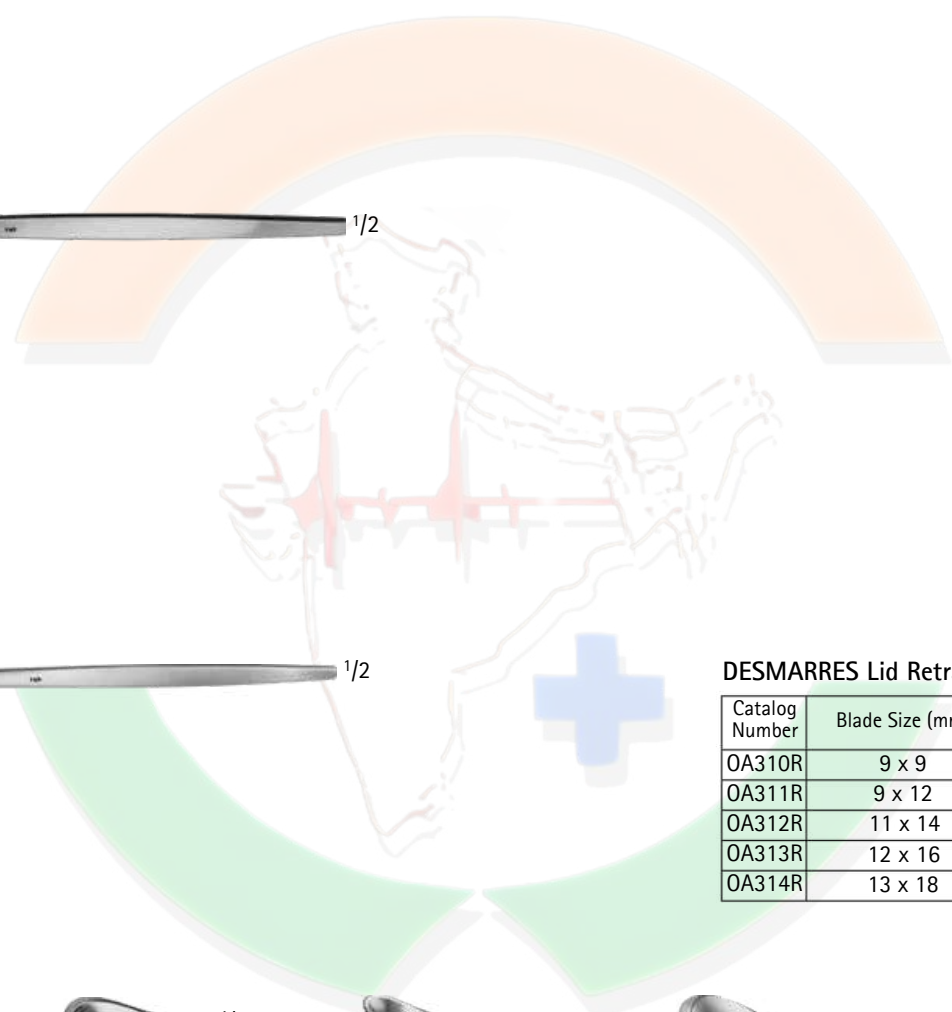 1/2
1/2
DESMARRES Lid Retr
Catalog Number Blade Size (mm
OA310R 9 x 9
OA311R 9 x 12
OA312R 11 x 14
OA313R 12 x 16
OA314R 13 x 18